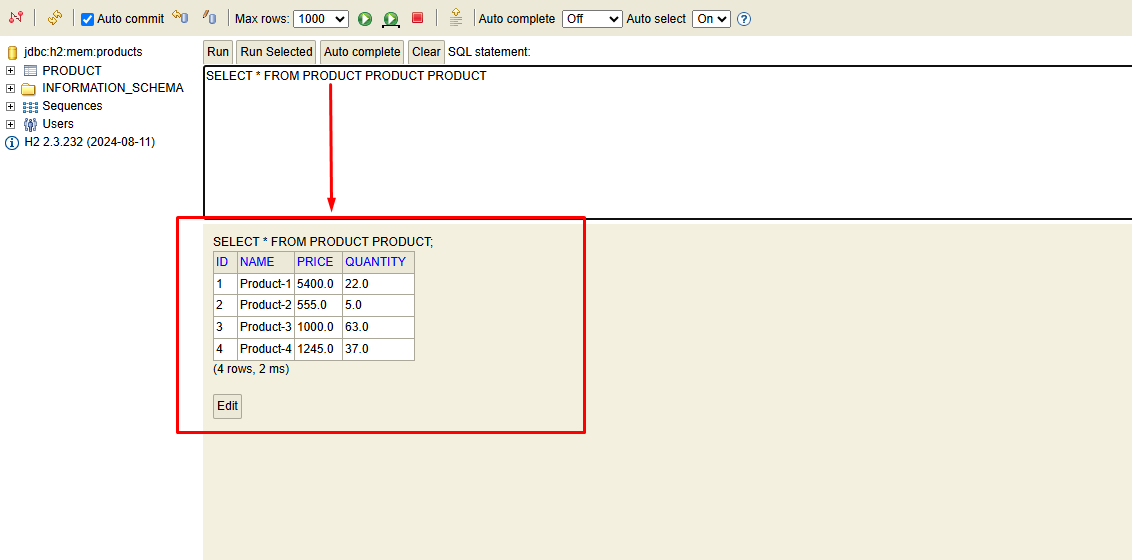 Auto commit Max rows: 1000 Auto complete Off Auto select On
jdbc:h2:mem:products
PRODUCT
INFORMATION_SCHEMA
Sequences
Users
H2 2.3.232 (2024-08-11)
Run Run Selected Auto complete Clear SQL statement:
SELECT * FROM PRODUCT PRODUCT PRODUCT
SELECT * FROM PRODUCT PRODUCT;
ID NAME PRICE QUANTITY
1 Product-1 5400.0 22.0
2 Product-2 555.0 5.0
3 Product-3 1000.0 63.0
4 Product-4 1245.0 37.0
(4 rows, 2 ms)
Edit